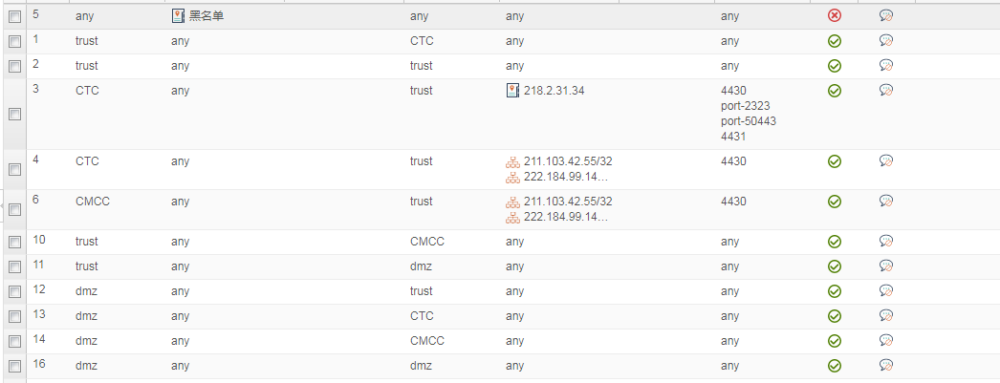 5 any 黑名单 any any any
1 trust any CTC any any
2 trust any trust any any
3 CTC any trust 218.2.31.34 4430
port-2323
port-50443
4431
4 CTC any trust 211.103.42.55/32 4430
222.184.99.14...
6 CMCC any trust 211.103.42.55/32 4430
222.184.99.14...
10 trust any CMCC any any
11 trust any dmz any any
12 dmz any trust any any
13 dmz any CTC any any
14 dmz any CMCC any any
16 dmz any dmz any any